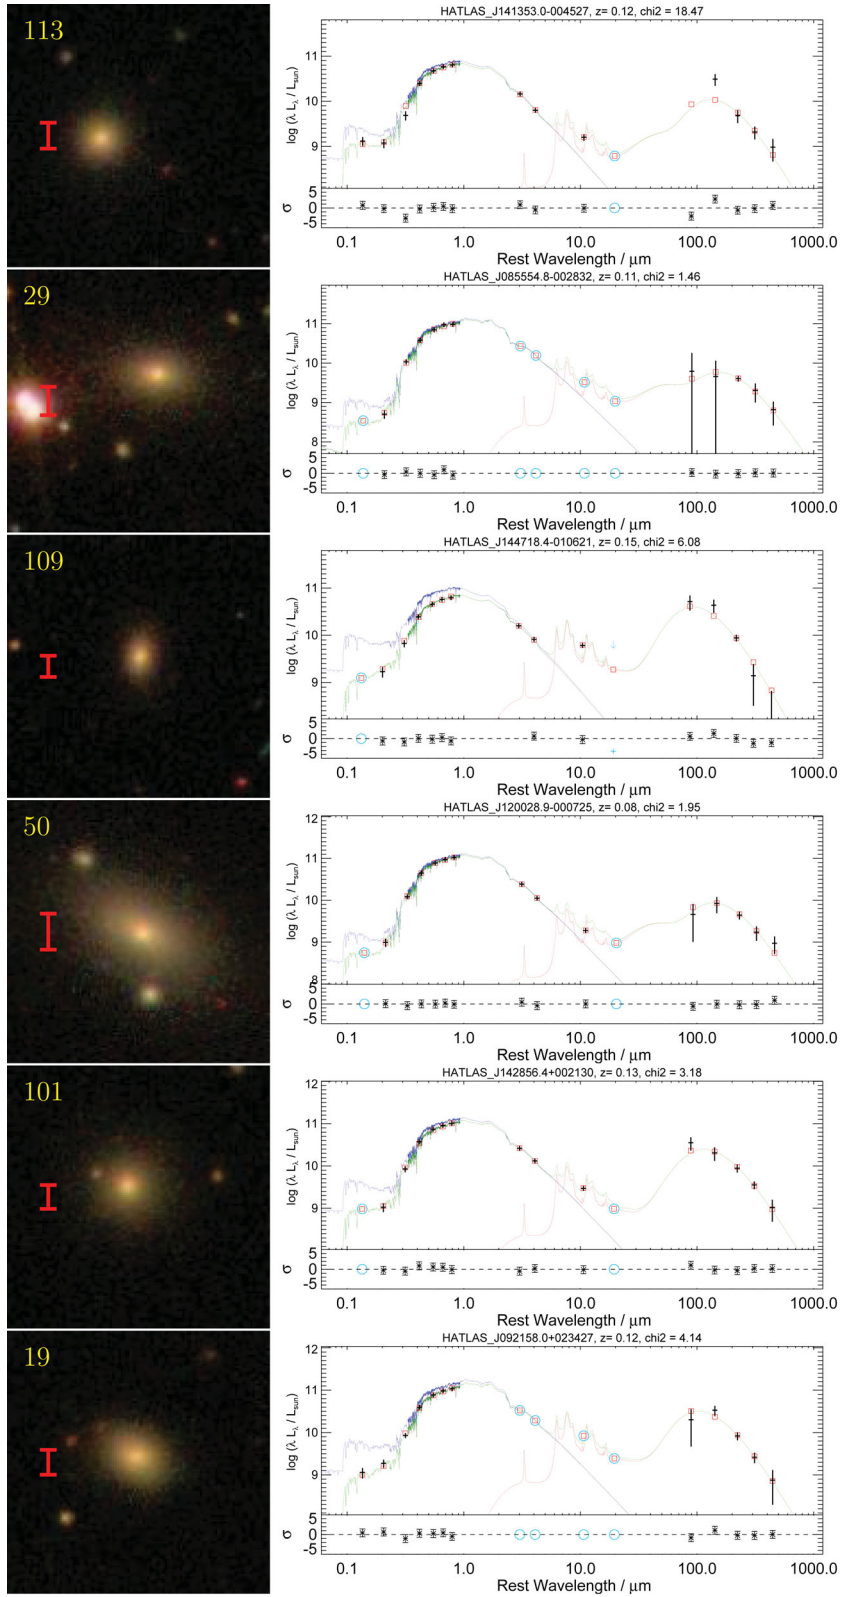 113
HATLAS_J141353.0-004527, z= 0.12, chi2 = 18.47
log (λ Lλ / Lsun)
11
10
9
σ
5
0
-5
0.1 1.0 10.0 100.0 1000.0
Rest Wavelength / μm
29
HATLAS_J085554.8-002832, z= 0.11, chi2 = 1.46
log (λ Lλ / Lsun)
11
10
9
8
σ
5
0
-5
0.1 1.0 10.0 100.0 1000.0
Rest Wavelength / μm
109
HATLAS_J144718.4-010621, z= 0.15, chi2 = 6.08
log (λ Lλ / Lsun)
11
10
9
σ
5
0
-5
0.1 1.0 10.0 100.0 1000.0
Rest Wavelength / μm
50
HATLAS_J120028.9-000725, z= 0.08, chi2 = 1.95
log (λ Lλ / Lsun)
12
11
10
9
8
σ
5
0
-5
0.1 1.0 10.0 100.0 1000.0
Rest Wavelength / μm
101
HATLAS_J142856.4+002130, z= 0.13, chi2 = 3.18
log (λ Lλ / Lsun)
12
11
10
9
σ
5
0
-5
0.1 1.0 10.0 100.0 1000.0
Rest Wavelength / μm
19
HATLAS_J092158.0+023427, z= 0.12, chi2 = 4.14
log (λ Lλ / Lsun)
12
11
10
9
σ
5
0
-5
0.1 1.0 10.0 100.0 1000.0
Rest Wavelength / μm